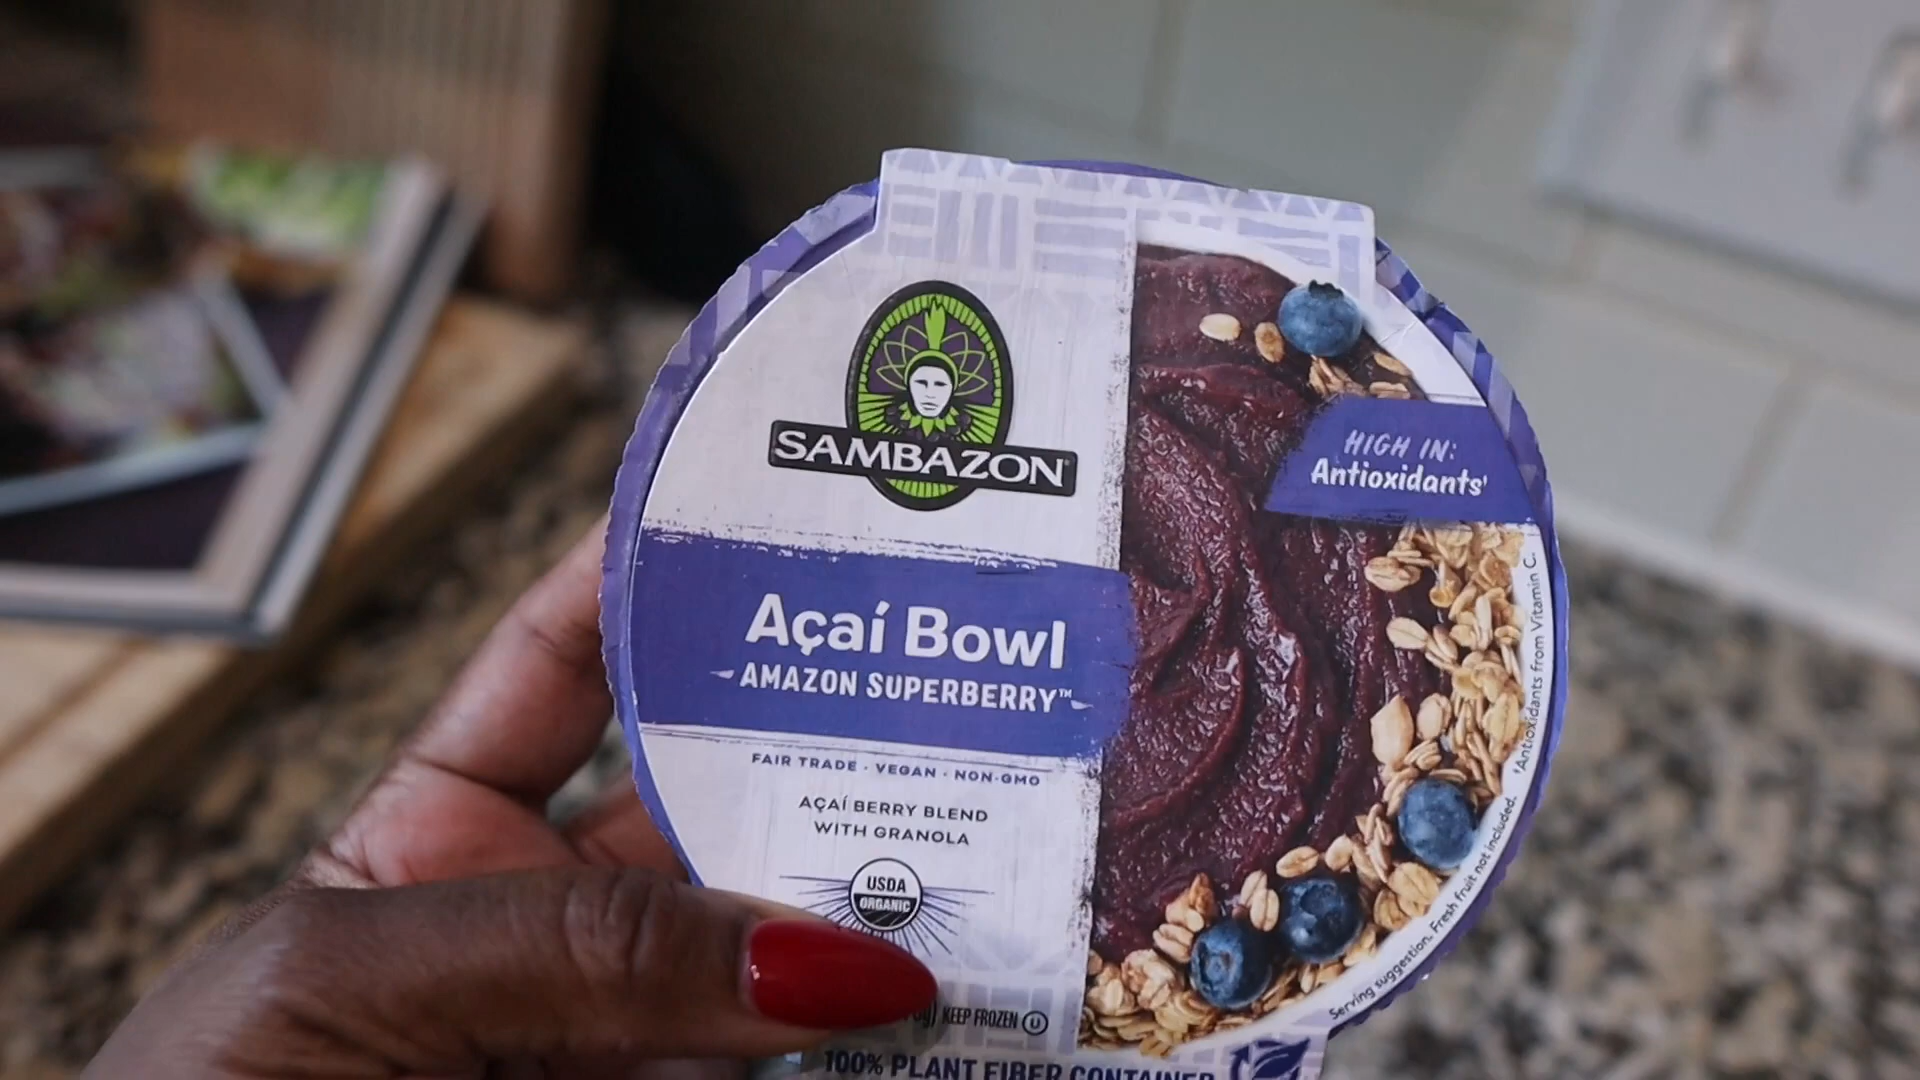 SAMBAZON
HIGH IN:
Antioxidants¹
Açaí Bowl
AMAZON SUPERBERRY™
FAIR TRADE · VEGAN · NON-GMO
AÇAÍ BERRY BLEND
WITH GRANOLA
USDA
ORGANIC
KEEP FROZEN U
100% PLANT FIBER CONTAINER
Serving suggestion. Fresh fruit not included. ¹Antioxidants from Vitamin C.